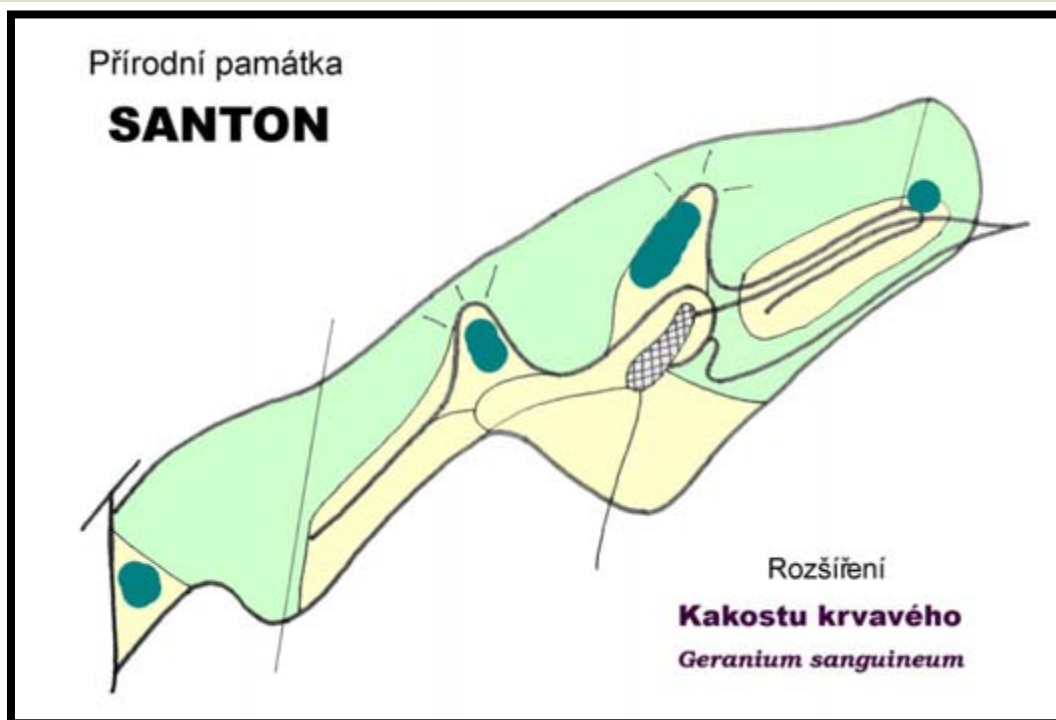 Přírodní památka
SANTON
Rozšíření
Kakostu krvavého
Geranium sanguineum